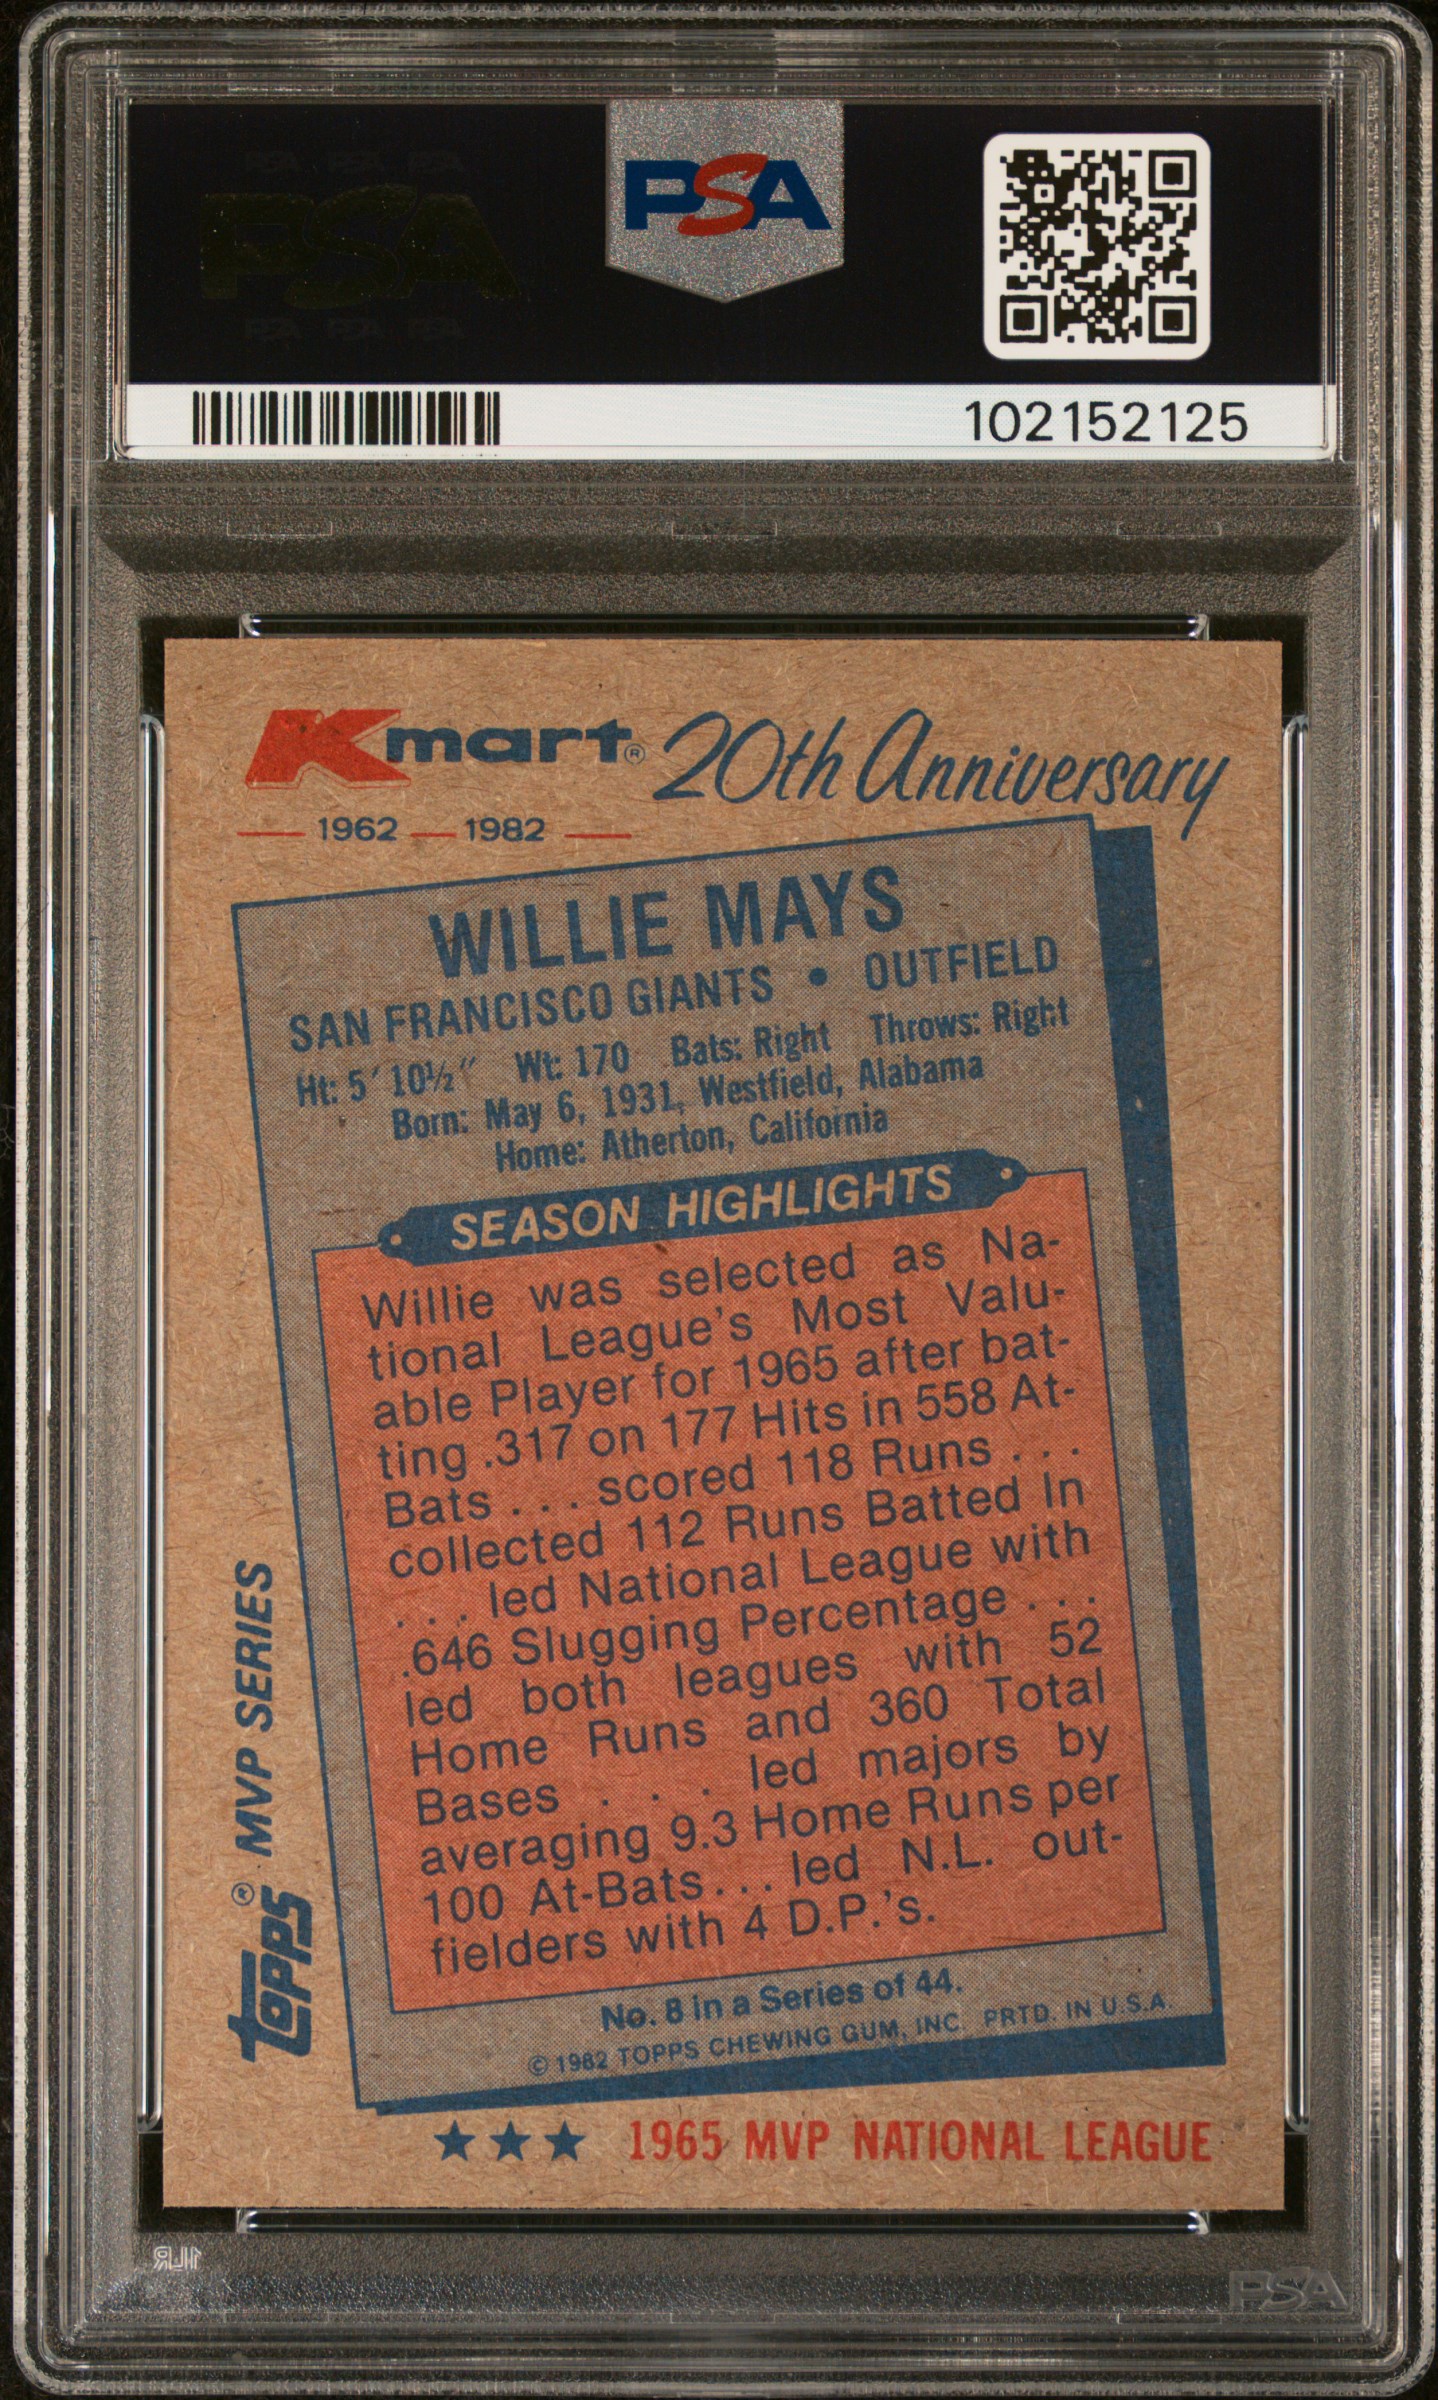 PSA
PSA
102152125
Kmart® 20th Anniversary
1962 — 1982
WILLIE MAYS
SAN FRANCISCO GIANTS • OUTFIELD
Ht: 5' 10½" Wt: 170 Bats: Right Throws: Right
Born: May 6, 1931, Westfield, Alabama
Home: Atherton, California
SEASON HIGHLIGHTS
Willie was selected as Na-
tional League's Most Valu-
able Player for 1965 after bat-
ting .317 on 177 Hits in 558 At-
Bats . . . scored 118 Runs . . .
collected 112 Runs Batted In
. . . led National League with
.646 Slugging Percentage . . .
led both leagues with 52
Home Runs and 360 Total
Bases . . . led majors by
averaging 9.3 Home Runs per
100 At-Bats . . . led N.L. out-
fielders with 4 D.P.'s.
No. 8 in a Series of 44.
© 1982 TOPPS CHEWING GUM, INC. PRTD. IN U.S.A.
Topps® MVP SERIES
★★★ 1965 MVP NATIONAL LEAGUE
1LR
PSA